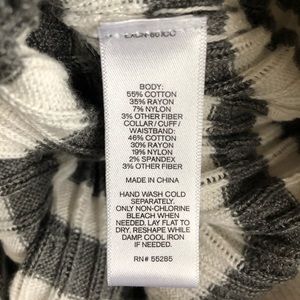 BODY:
55% COTTON
35% RAYON
7% NYLON
3% OTHER FIBER
COLLAR / CUFF /
WAISTBAND:
46% COTTON
30% RAYON
19% NYLON
2% SPANDEX
3% OTHER FIBER
MADE IN CHINA
HAND WASH COLD
SEPARATELY.
ONLY NON-CHLORINE
BLEACH WHEN
NEEDED. LAY FLAT TO
DRY. RESHAPE WHILE
DAMP. COOL IRON
IF NEEDED.
RN# 55285